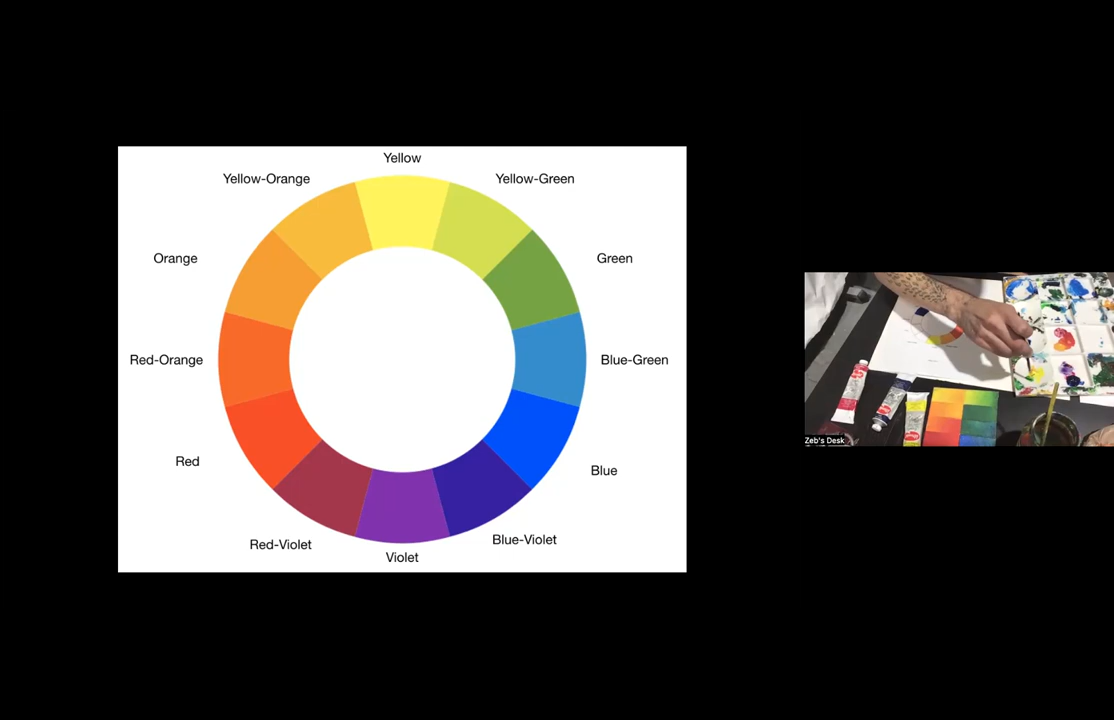 Yellow
Yellow-Orange
Yellow-Green
Orange
Green
Red-Orange
Blue-Green
Red
Blue
Red-Violet
Blue-Violet
Violet
Zeb's Desk